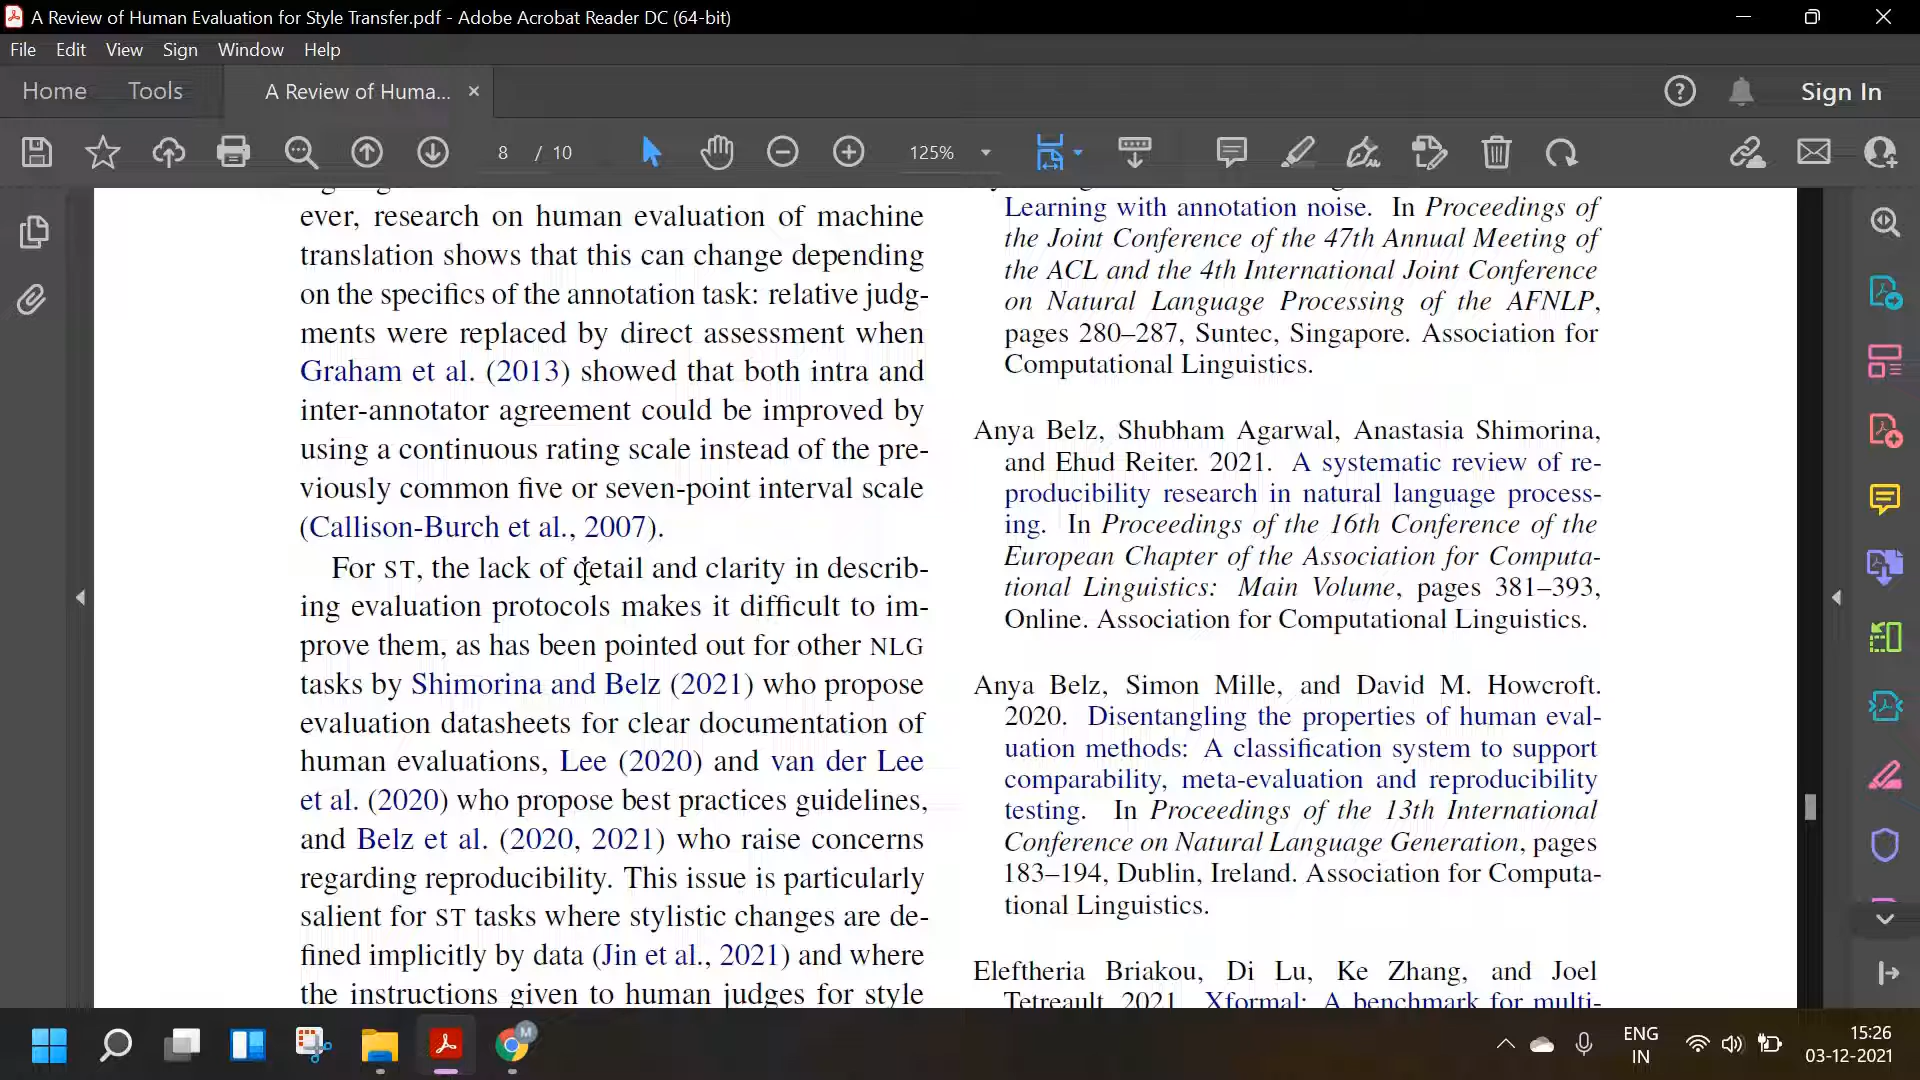 A Review of Human Evaluation for Style Transfer.pdf - Adobe Acrobat Reader DC (64-bit)
File Edit View Sign Window Help
Home Tools A Review of Huma... × Sign In
8 / 10 125%
ever, research on human evaluation of machine
translation shows that this can change depending
on the specifics of the annotation task: relative judg-
ments were replaced by direct assessment when
Graham et al. (2013) showed that both intra and
inter-annotator agreement could be improved by
using a continuous rating scale instead of the pre-
viously common five or seven-point interval scale
(Callison-Burch et al., 2007).
For ST, the lack of detail and clarity in describ-
ing evaluation protocols makes it difficult to im-
prove them, as has been pointed out for other NLG
tasks by Shimorina and Belz (2021) who propose
evaluation datasheets for clear documentation of
human evaluations, Lee (2020) and van der Lee
et al. (2020) who propose best practices guidelines,
and Belz et al. (2020, 2021) who raise concerns
regarding reproducibility. This issue is particularly
salient for ST tasks where stylistic changes are de-
fined implicitly by data (Jin et al., 2021) and where
the instructions given to human judges for style
Learning with annotation noise. In Proceedings of
the Joint Conference of the 47th Annual Meeting of
the ACL and the 4th International Joint Conference
on Natural Language Processing of the AFNLP,
pages 280–287, Suntec, Singapore. Association for
Computational Linguistics.
Anya Belz, Shubham Agarwal, Anastasia Shimorina,
and Ehud Reiter. 2021. A systematic review of re-
producibility research in natural language process-
ing. In Proceedings of the 16th Conference of the
European Chapter of the Association for Computa-
tional Linguistics: Main Volume, pages 381–393,
Online. Association for Computational Linguistics.
Anya Belz, Simon Mille, and David M. Howcroft.
2020. Disentangling the properties of human eval-
uation methods: A classification system to support
comparability, meta-evaluation and reproducibility
testing. In Proceedings of the 13th International
Conference on Natural Language Generation, pages
183–194, Dublin, Ireland. Association for Computa-
tional Linguistics.
Eleftheria Briakou, Di Lu, Ke Zhang, and Joel
Tetreault. 2021. Xformal: A benchmark for multi-
M
ENG
IN
15:26
03-12-2021